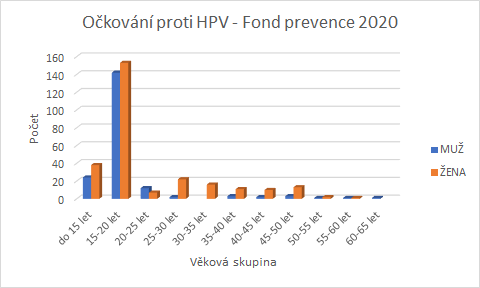 Očkování proti HPV - Fond prevence 2020
160
140
120
100
80
60
40
20
0
Počet
do 15 let
15-20 let
20-25 let
25-30 let
30-35 let
35-40 let
40-45 let
45-50 let
50-55 let
55-60 let
60-65 let
Věková skupina
MUŽ
ŽENA